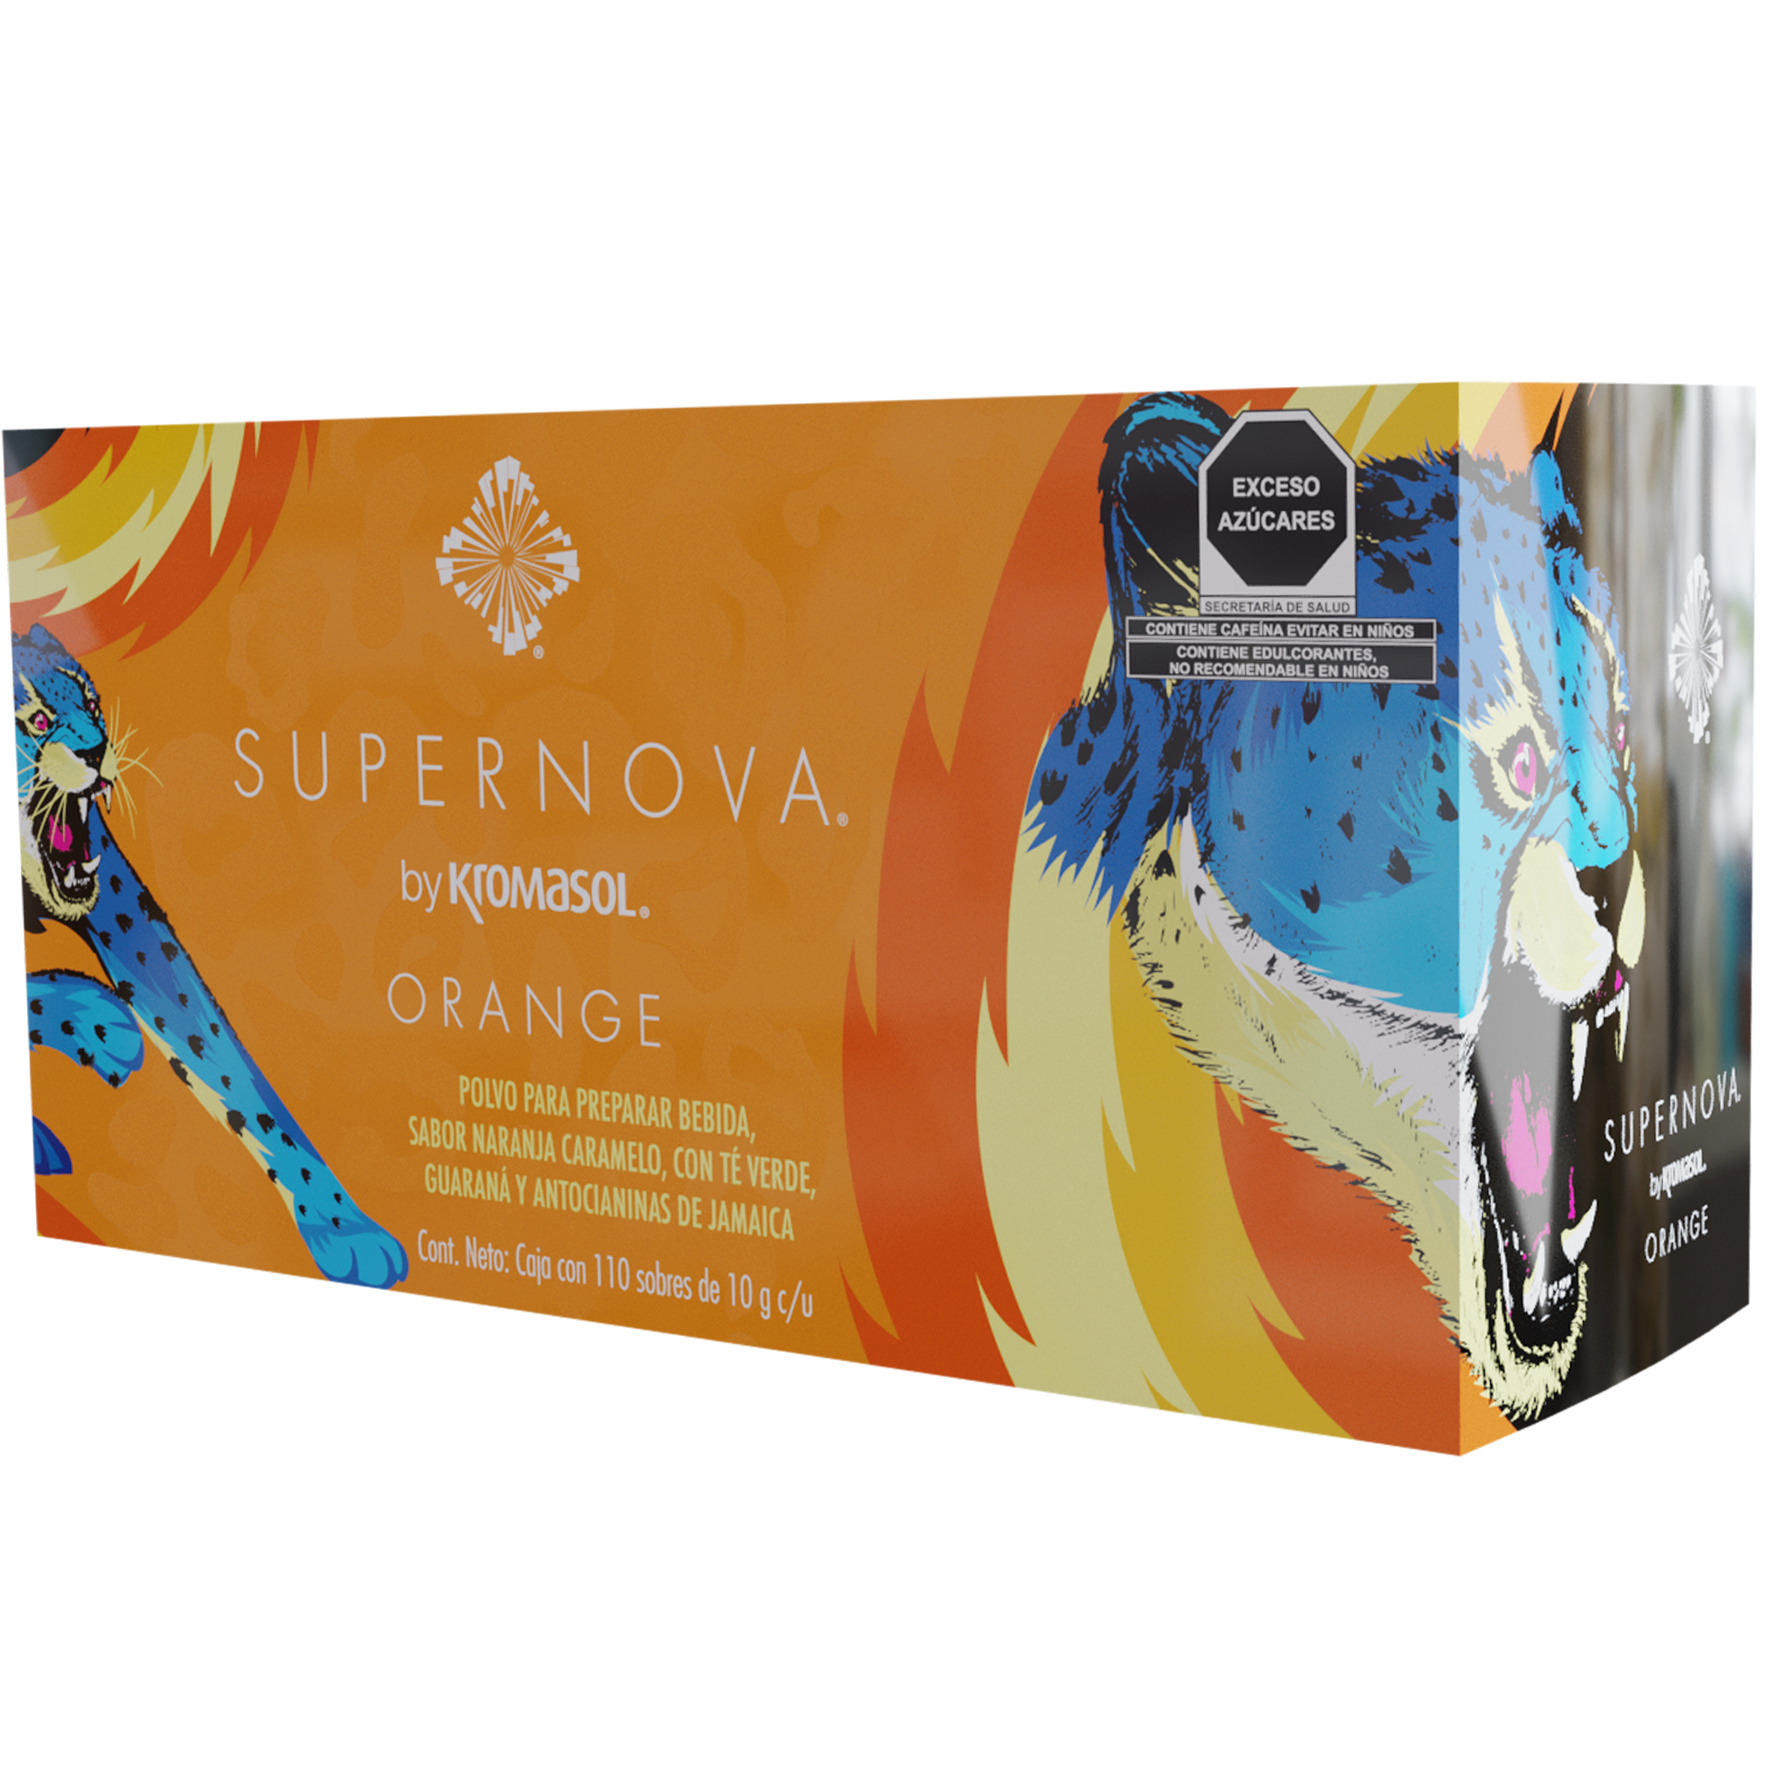 SUPERNOVA®
by KROMASOL®
ORANGE
POLVO PARA PREPARAR BEBIDA,
SABOR NARANJA CARAMELO, CON TÉ VERDE,
GUARANÁ Y ANTOCIANINAS DE JAMAICA
Cont. Neto: Caja con 110 sobres de 10 g c/u
EXCESO
AZÚCARES
SECRETARÍA DE SALUD
CONTIENE CAFEÍNA EVITAR EN NIÑOS
CONTIENE EDULCORANTES,
NO RECOMENDABLE EN NIÑOS
SUPERNOVA®
by KROMASOL®
ORANGE